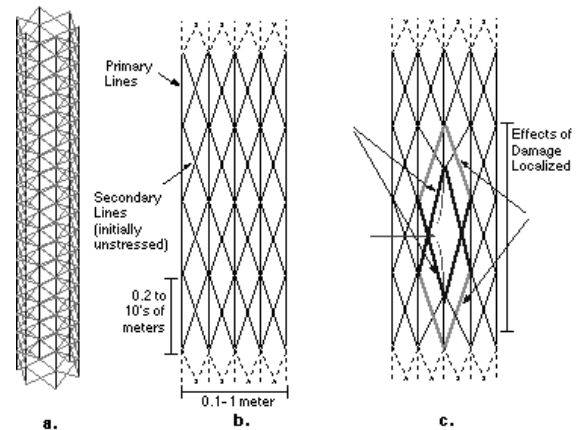 Primary
Lines
Secondary
Lines
(initially
unstressed)
0.2 to
10's of
meters
0.1-1 meter
Effects of
Damage
Localized
a.
b.
c.